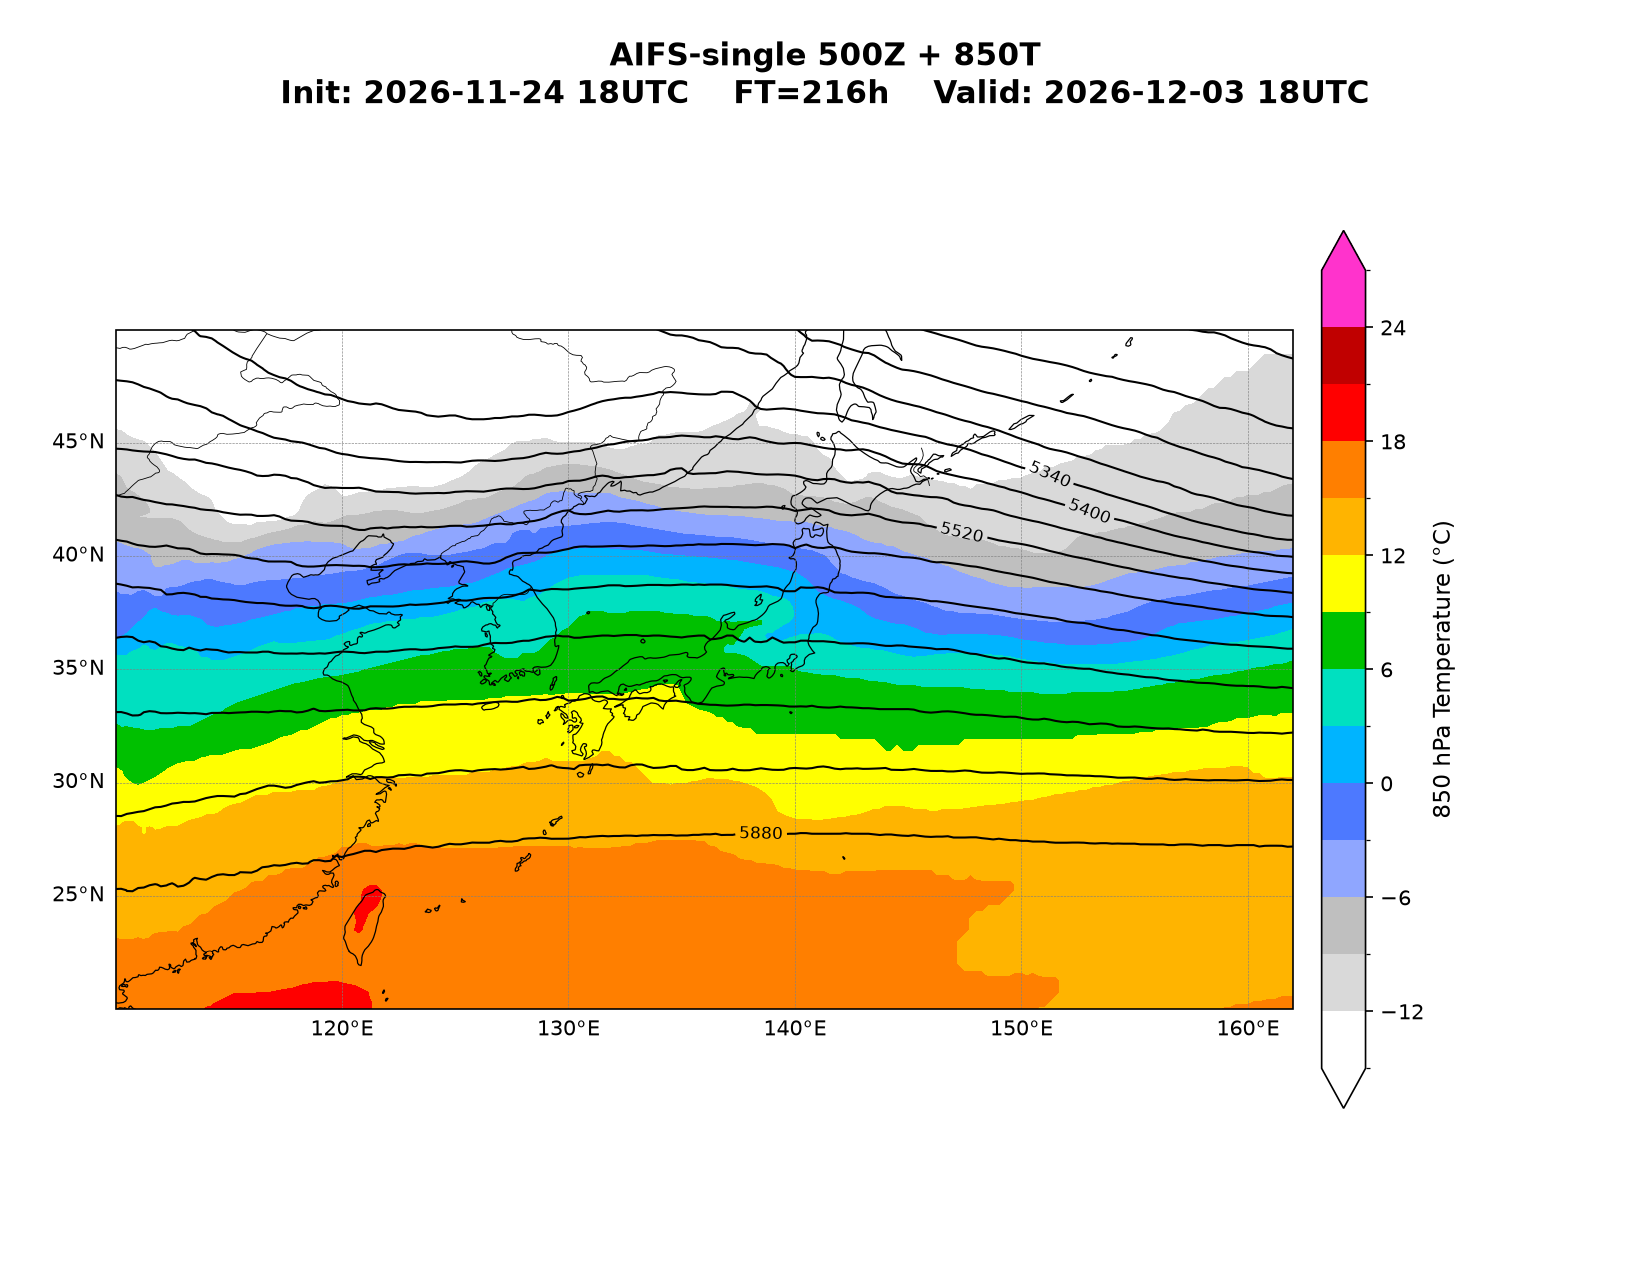 AIFS-single 500Z + 850T
Init: 2026-11-24 18UTC    FT=216h    Valid: 2026-12-03 18UTC
24
18
12
6
0
−6
−12
850 hPa Temperature (°C)
45°N
40°N
35°N
30°N
25°N
5340
5400
5520
5880
120°E
130°E
140°E
150°E
160°E